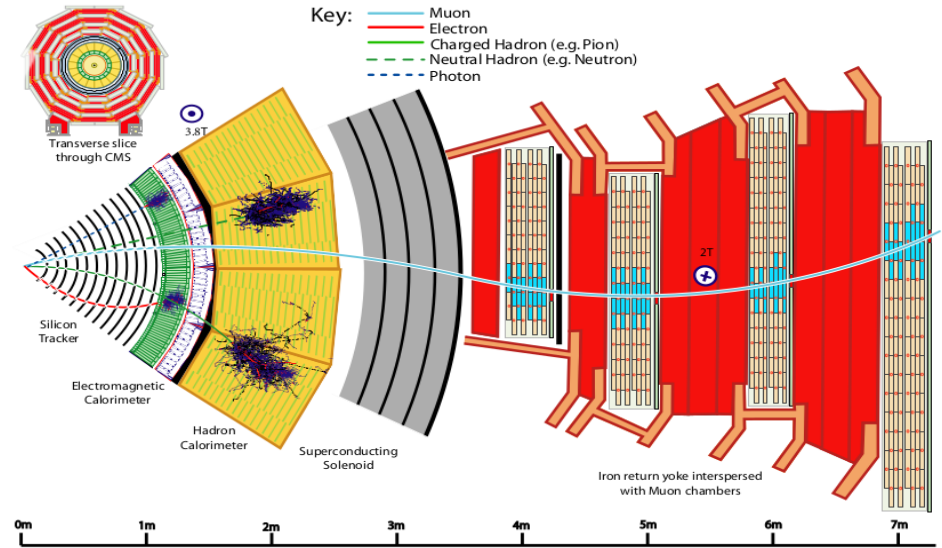 Key:
Muon
Electron
Charged Hadron (e.g. Pion)
Neutral Hadron (e.g. Neutron)
Photon
3.8T
Transverse slice
through CMS
2T
Silicon
Tracker
Electromagnetic
Calorimeter
Hadron
Calorimeter
Superconducting
Solenoid
Iron return yoke interspersed
with Muon chambers
0m 1m 2m 3m 4m 5m 6m 7m